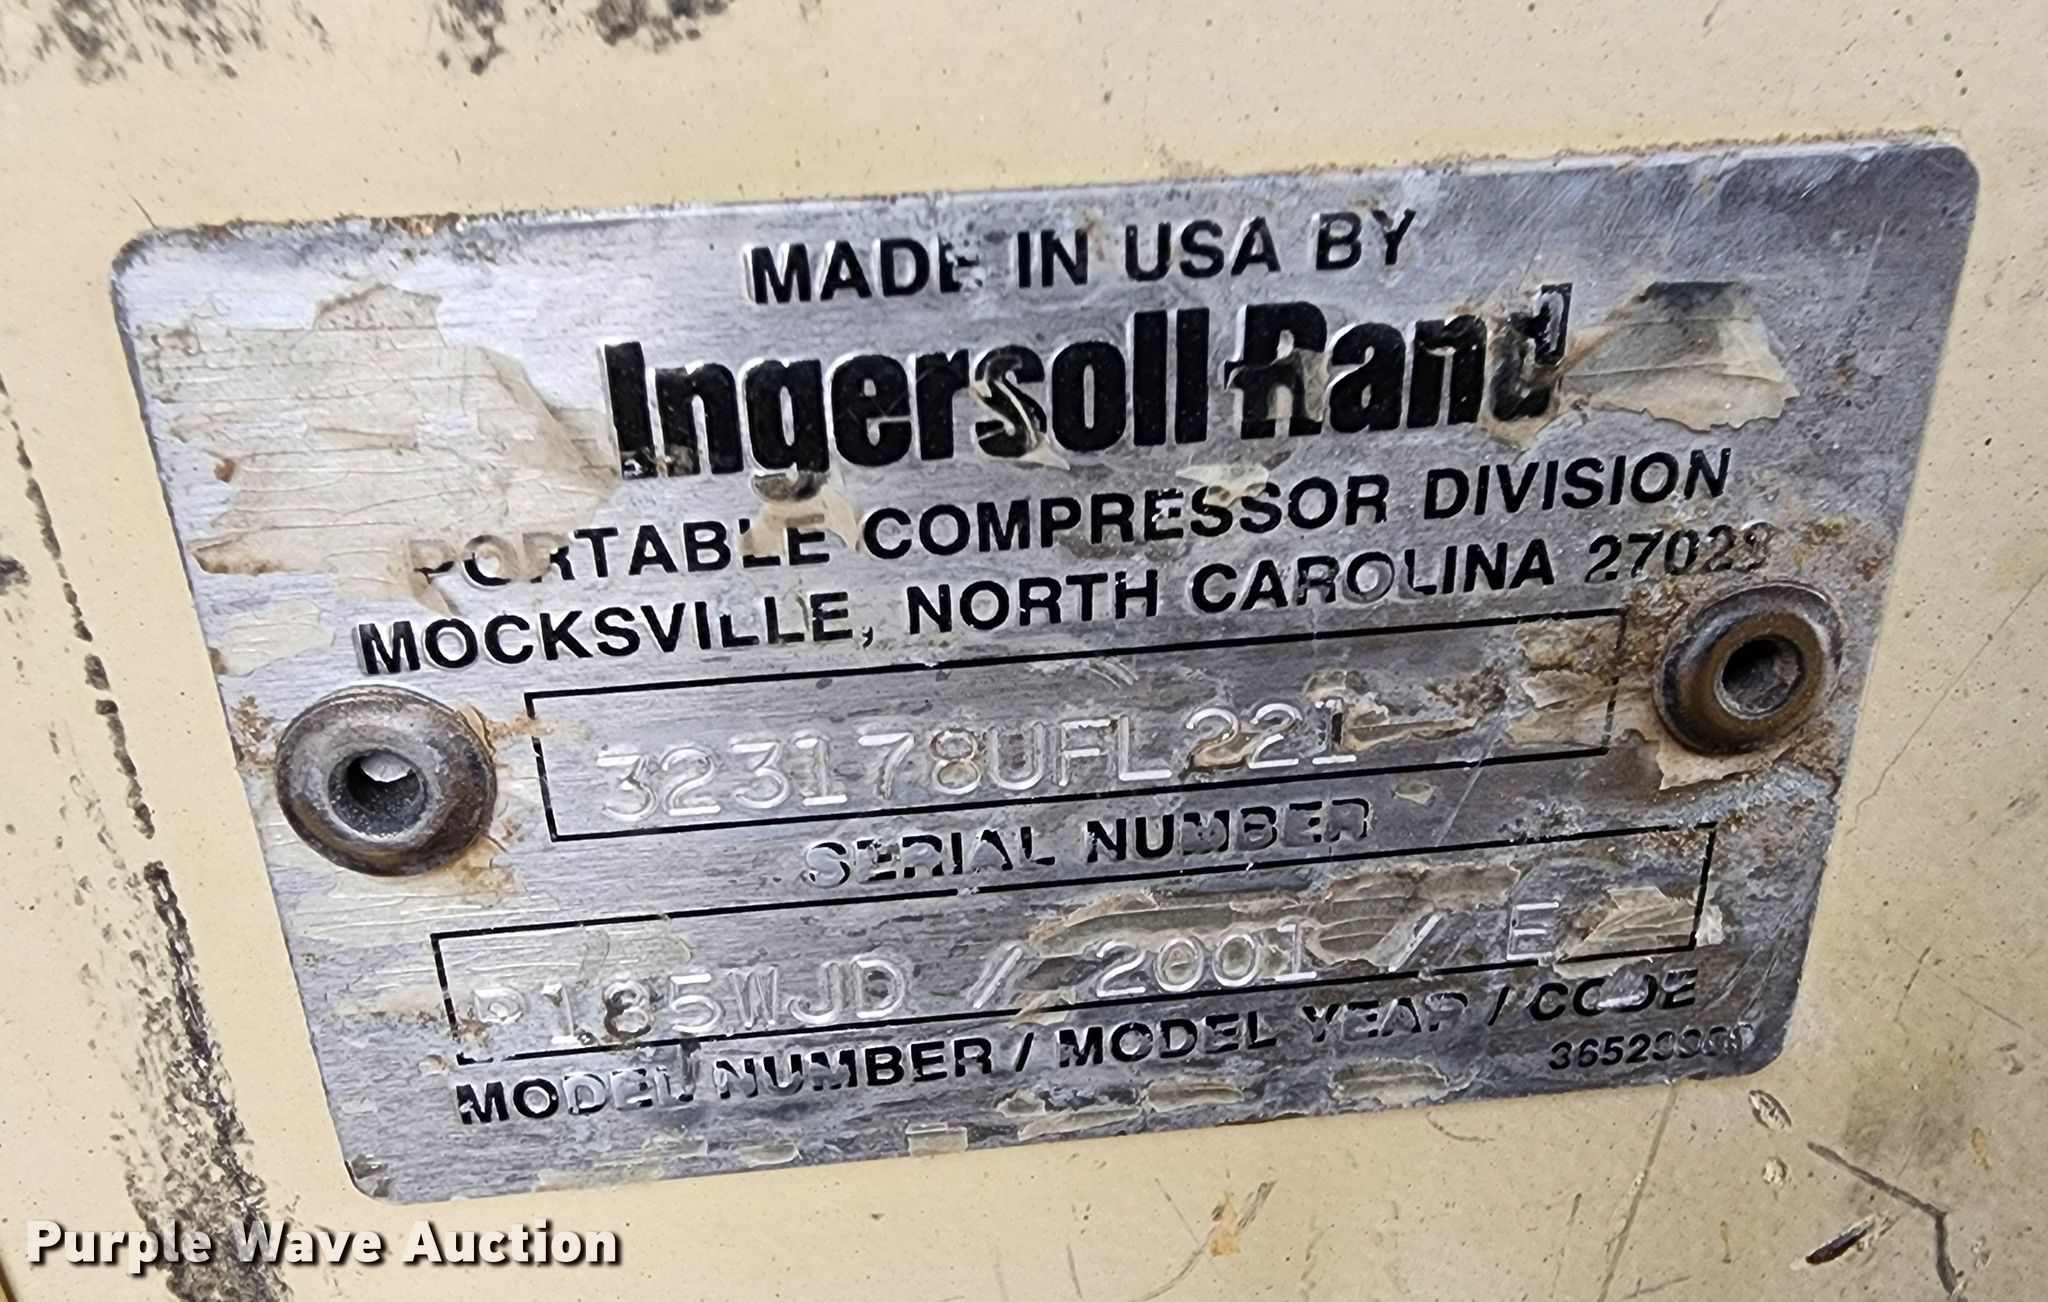 MADE IN USA BY
Ingersoll Rand
PORTABLE COMPRESSOR DIVISION
MOCKSVILLE, NORTH CAROLINA 27028
323178UFL221
SERIAL NUMBER
P185WJD / 2001 / E
MODEL NUMBER / MODEL YEAR / CODE
Purple Wave Auction